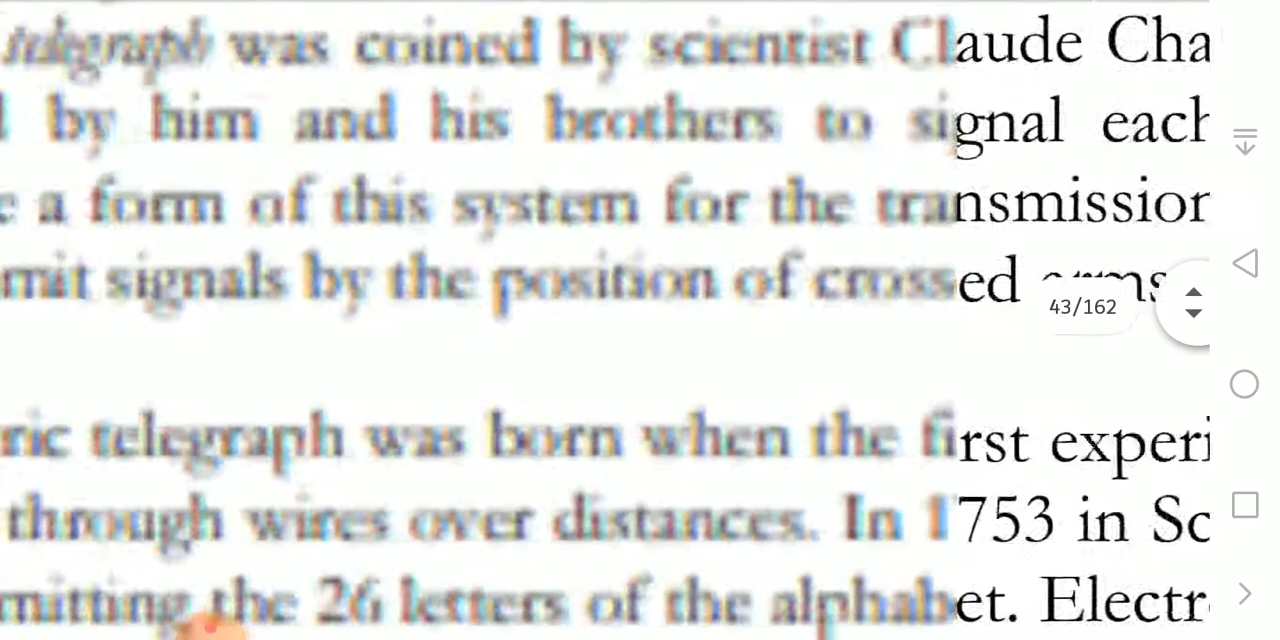 telegraph was coined by scientist Claude Cha
by him and his brothers to signal each
a form of this system for the transmission
mit signals by the position of crossed arms
43/162
ric telegraph was born when the first experi
through wires over distances. In 1753 in Sc
mitting the 26 letters of the alphabet. Electr